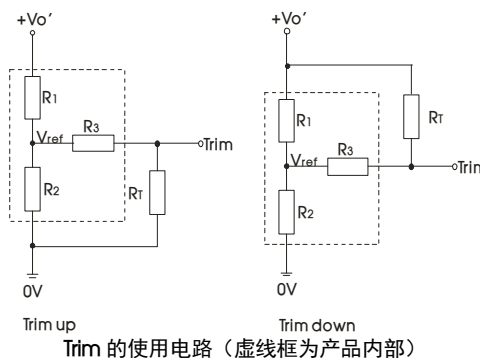 +Vo’
R1
Vref
R3
Trim
R2
RT
0V
Trim up
+Vo’
R1
RT
Vref
R3
Trim
R2
0V
Trim down
Trim 的使用电路（虚线框为产品内部）